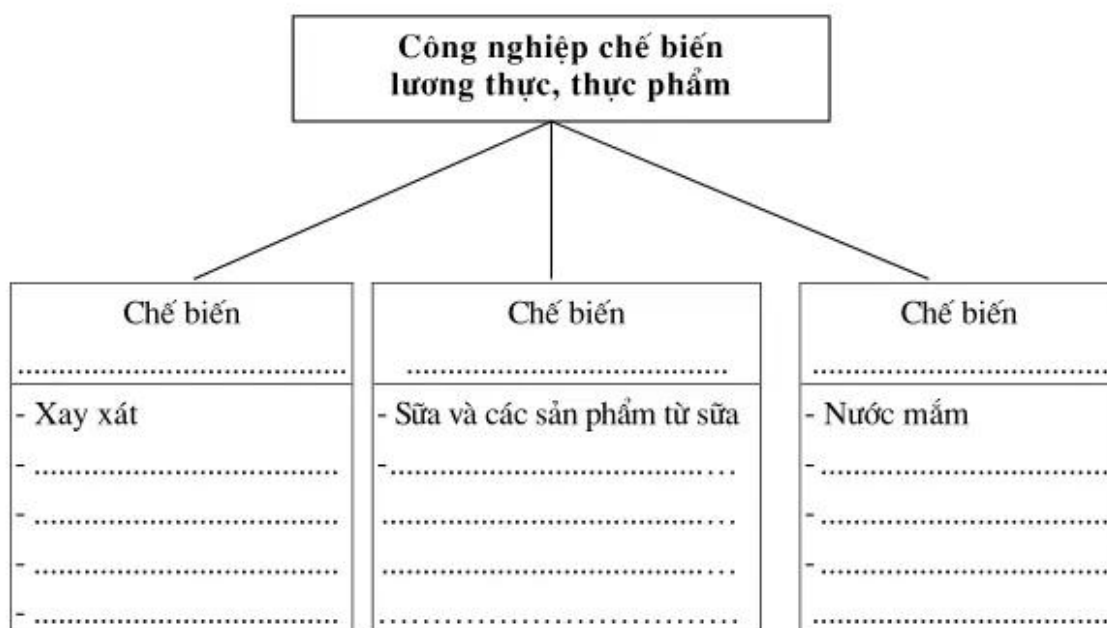 Công nghiệp chế biến
lương thực, thực phẩm
Chế biến
....................................
- Xay xát
- ....................................
- ....................................
- ....................................
- ....................................
Chế biến
....................................
- Sữa và các sản phẩm từ sữa
- ....................................
....................................
....................................
....................................
Chế biến
....................................
- Nước mắm
- ....................................
- ....................................
- ....................................
....................................